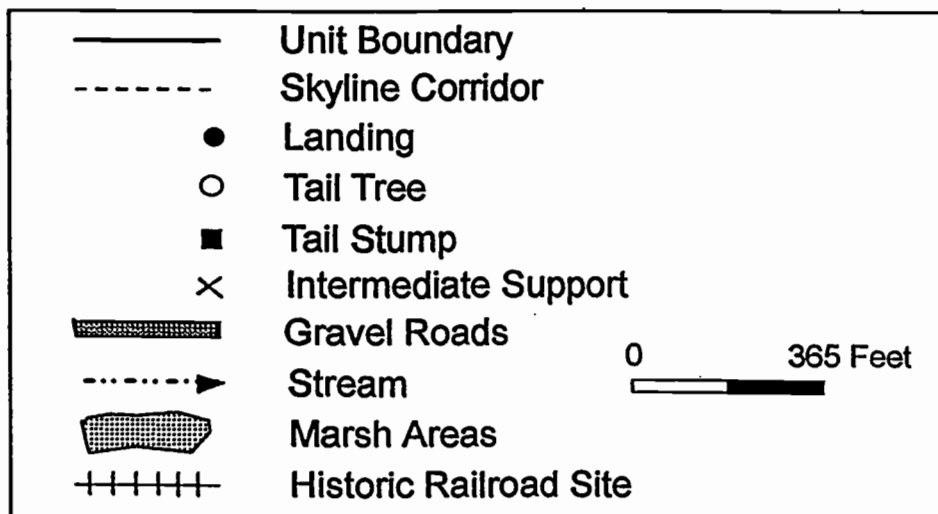 Unit Boundary
Skyline Corridor
Landing
Tail Tree
Tail Stump
Intermediate Support
Gravel Roads
0 365 Feet
Stream
Marsh Areas
Historic Railroad Site